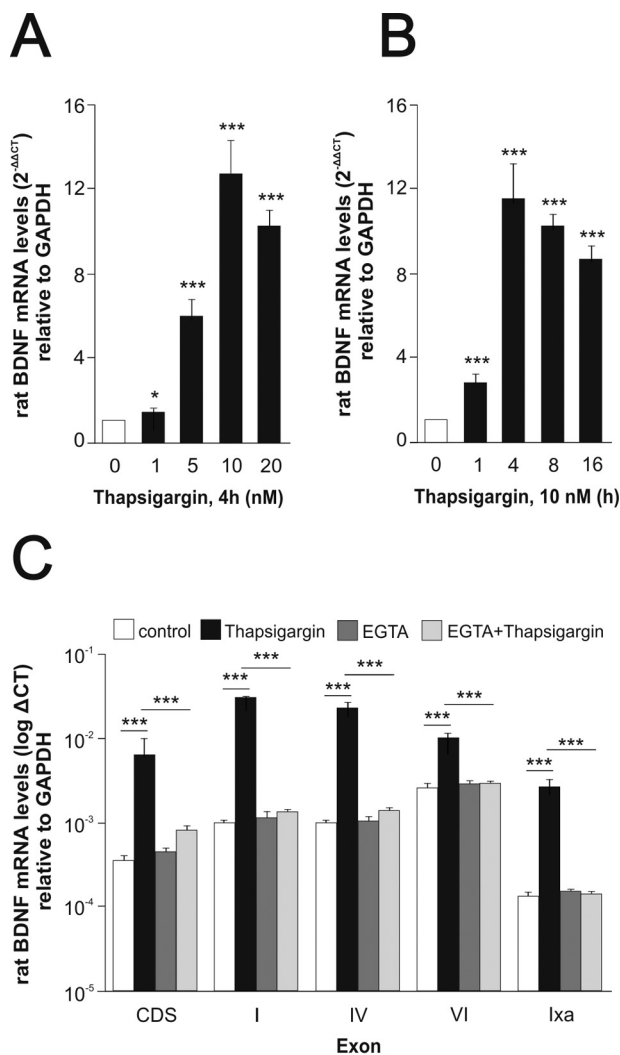 A
rat BDNF mRNA levels (2-ΔΔCT)
relative to GAPDH
16
12
8
4
0
*
***
***
***
0 1 5 10 20
Thapsigargin, 4h (nM)
B
rat BDNF mRNA levels (2-ΔΔCT)
relative to GAPDH
16
12
8
4
0
***
***
***
***
0 1 4 8 16
Thapsigargin, 10 nM (h)
C
control Thapsigargin EGTA EGTA+Thapsigargin
rat BDNF mRNA levels (log ΔCT)
relative to GAPDH
10-1
10-2
10-3
10-4
10-5
*** ***
*** ***
*** ***
*** ***
*** ***
CDS I IV VI Ixa
Exon